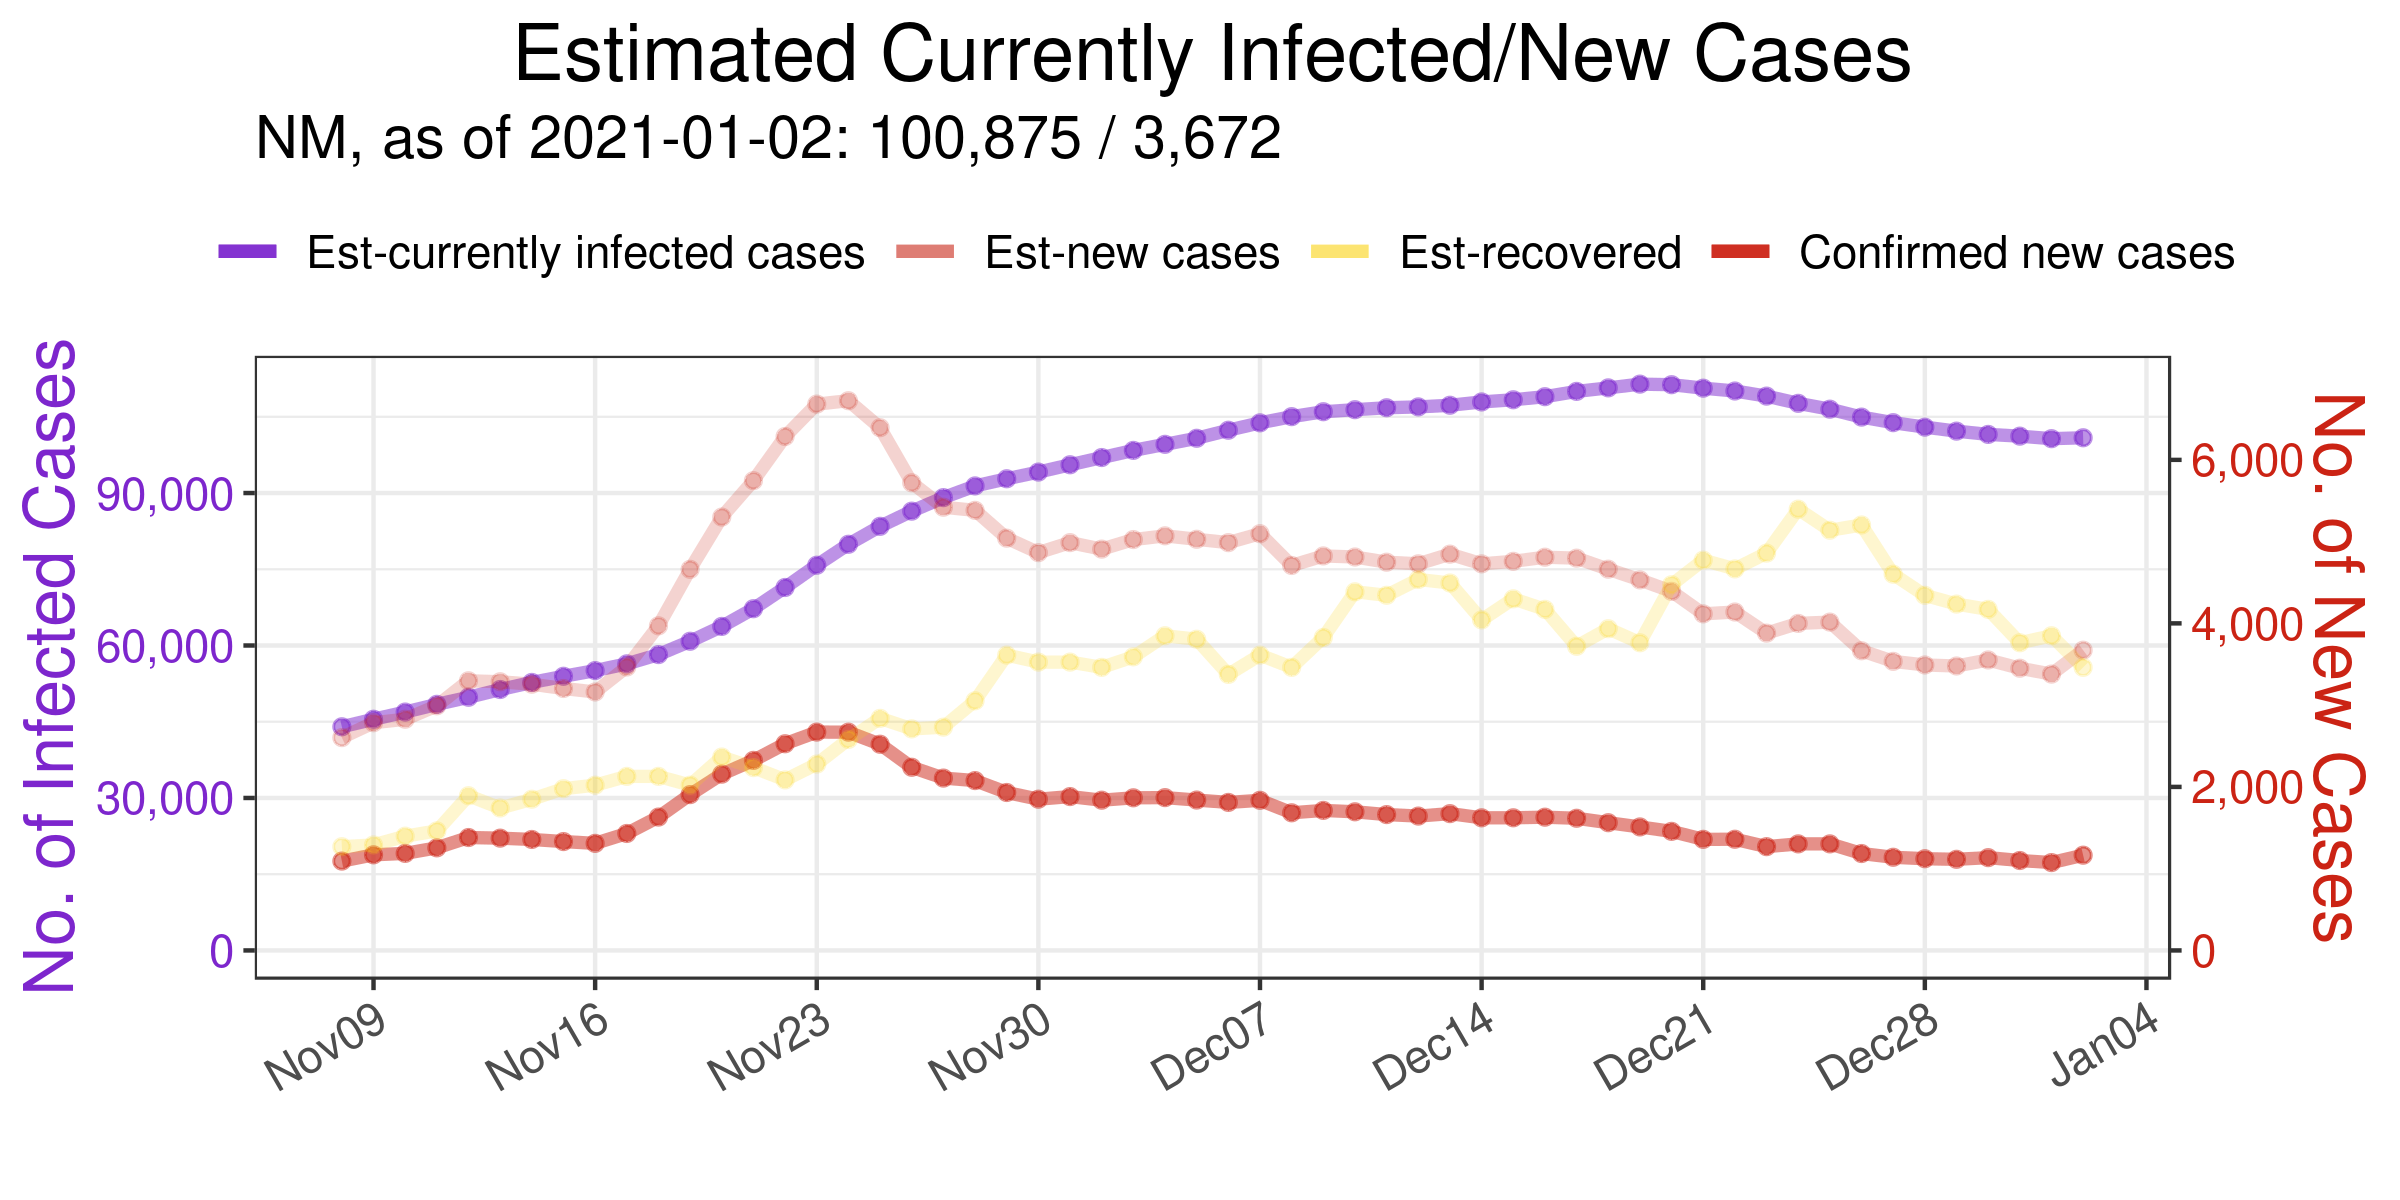 Estimated Currently Infected/New Cases
NM, as of 2021-01-02: 100,875 / 3,672
Est-currently infected cases Est-new cases Est-recovered Confirmed new cases
No. of Infected Cases
90,000
60,000
30,000
0
6,000
4,000
2,000
0
No. of New Cases
Nov09 Nov16 Nov23 Nov30 Dec07 Dec14 Dec21 Dec28 Jan04